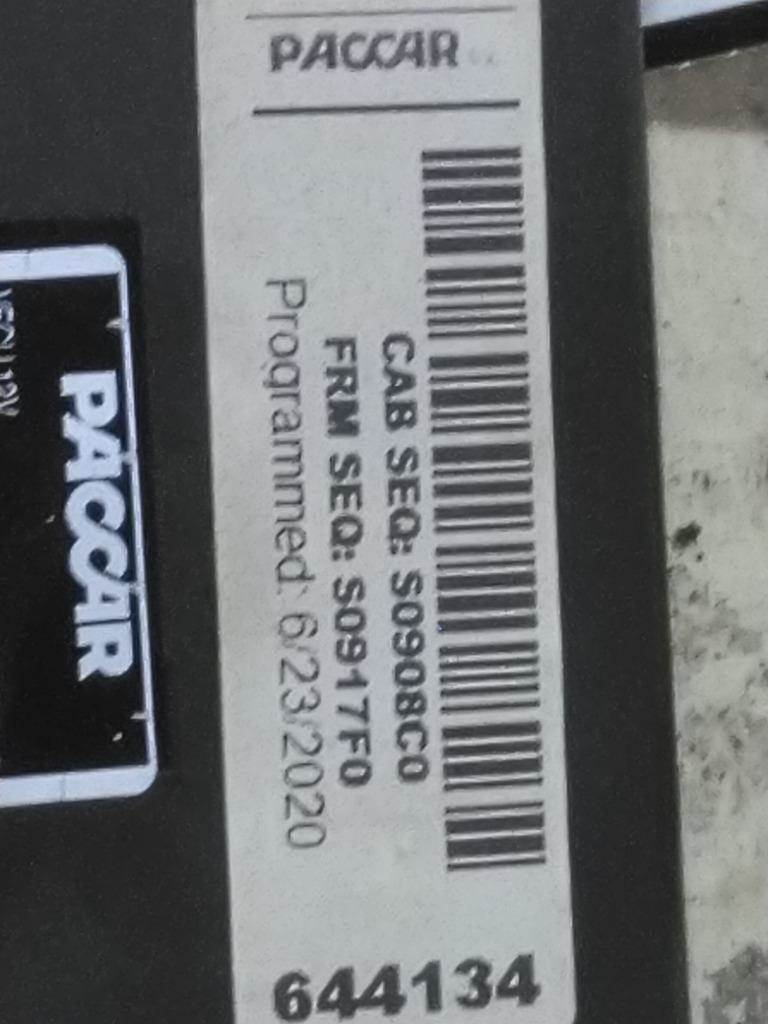 PACCAR
CAB SEQ: S0908C0
FRM SEQ: S0917F0
Programmed: 6/23/2020
644134
PACCAR